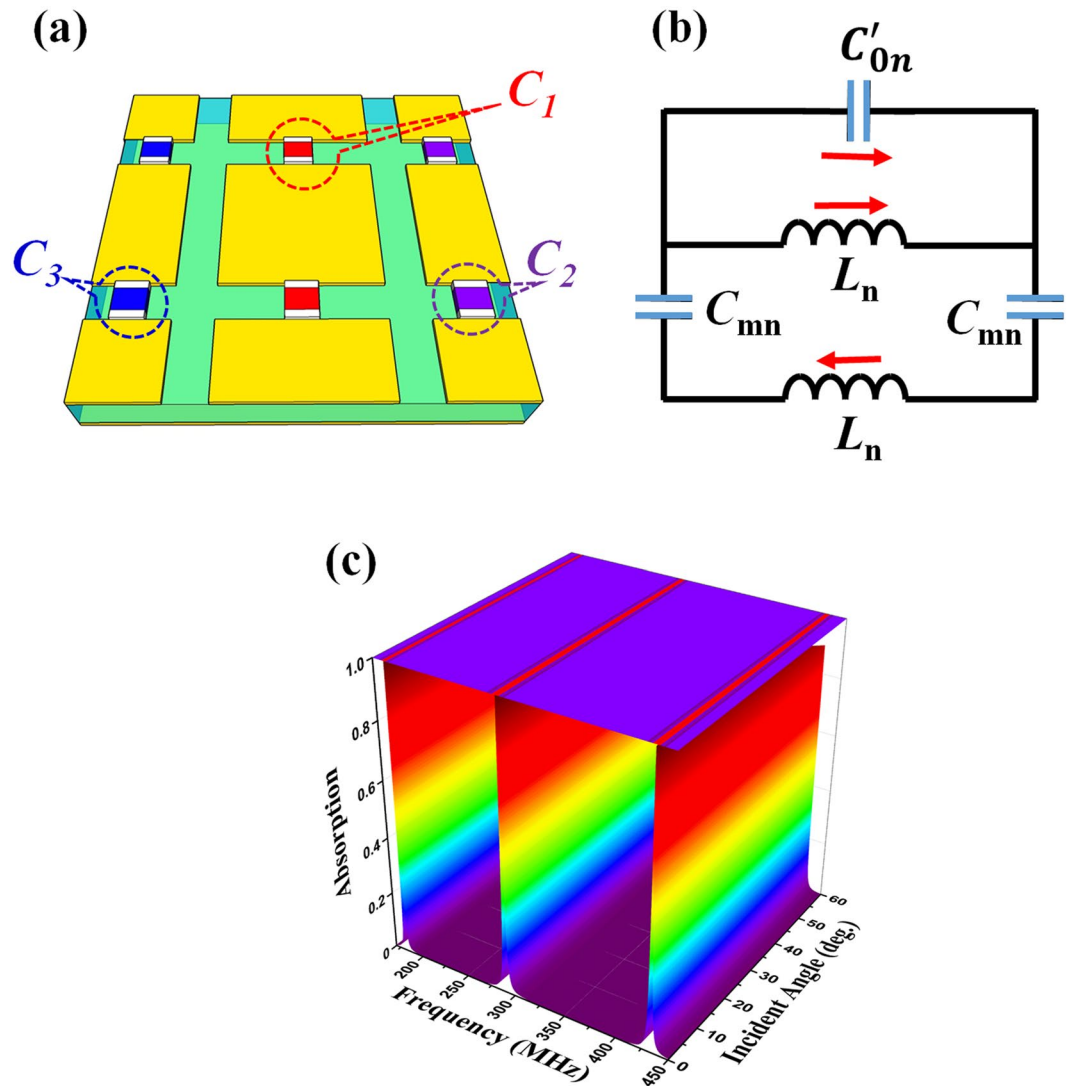 (a)
C1
C3
C2
(b)
C′0n
Ln
Cmn
Cmn
Ln
(c)
1.0
0.8
0.6
0.4
0.2
0
Absorption
200
250
300
350
400
450
Frequency (MHz)
0
10
20
30
40
50
60
Incident Angle (deg.)